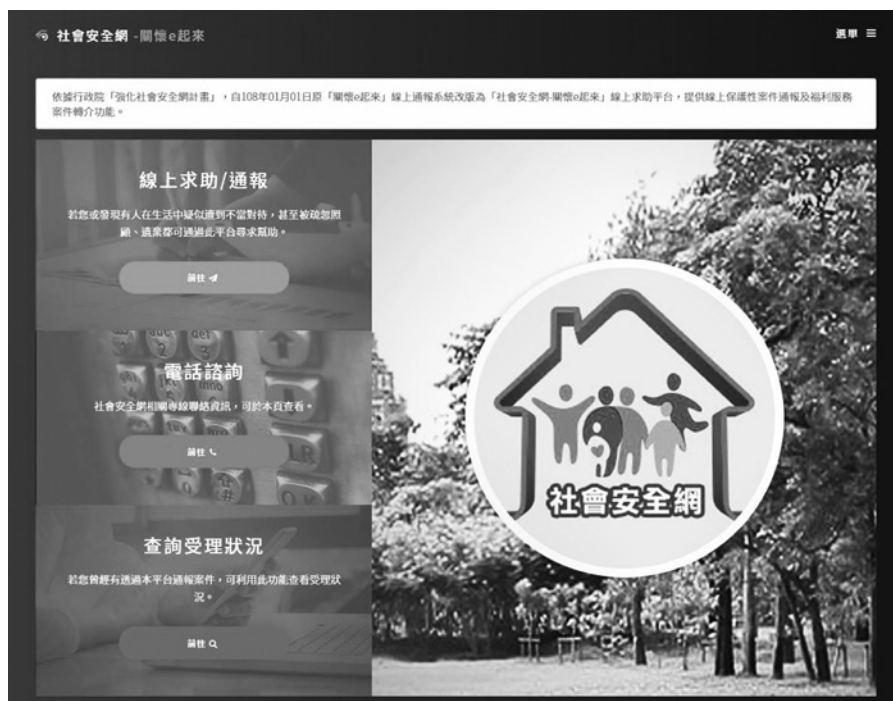 社會安全網 -關懷e起來
選單
依據行政院「強化社會安全網計畫」，自108年01月01日原「關懷e起來」線上通報系統改版為「社會安全網-關懷e起來」線上求助平台，提供線上保護性案件通報及福利服務
案件轉介功能。
線上求助/通報
若您或發現有人在生活中疑似遭到不當對待，甚至被疏忽照
顧、遺棄都可通過此平台尋求幫助。
前往
電話諮詢
社會安全網相關專線聯絡資訊，可於本頁查看。
前往
查詢受理狀況
若您曾經有透過本平台通報案件，可利用此功能查看受理狀
況。
前往
社會安全網